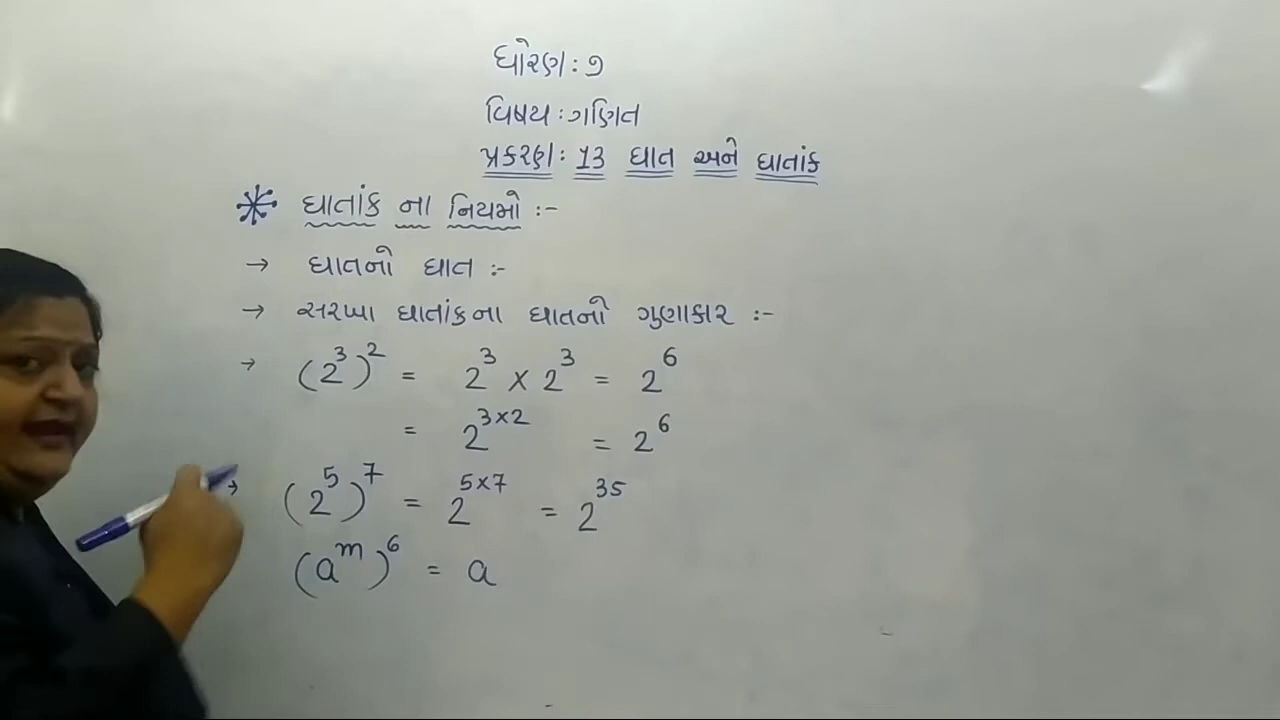 ધોરણ : ૭
વિષય : ગણિત
પ્રકરણ : 13 ઘાત અને ઘાતાંક
ઘાતાંક ના નિયમો :-
→ ઘાતનો ઘાત :-
→ સરખા ઘાતાંકના ઘાતનો ગુણાકાર :-
→ (2³)² = 2³ × 2³ = 2⁶
= 2³ˣ² = 2⁶
→ (2⁵)⁷ = 2⁵ˣ⁷ = 2³⁵
(aᵐ)⁶ = a